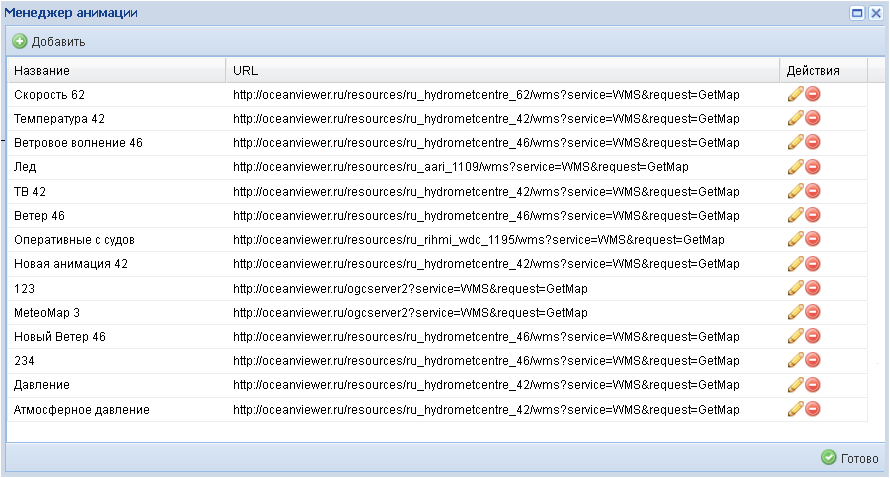 Менеджер анимации
Добавить
Название URL Действия
Скорость 62 http://oceanviewer.ru/resources/ru_hydrometcentre_62/wms?service=WMS&request=GetMap
Температура 42 http://oceanviewer.ru/resources/ru_hydrometcentre_42/wms?service=WMS&request=GetMap
Ветровое волнение 46 http://oceanviewer.ru/resources/ru_hydrometcentre_46/wms?service=WMS&request=GetMap
Лед http://oceanviewer.ru/resources/ru_aari_1109/wms?service=WMS&request=GetMap
ТВ 42 http://oceanviewer.ru/resources/ru_hydrometcentre_42/wms?service=WMS&request=GetMap
Ветер 46 http://oceanviewer.ru/resources/ru_hydrometcentre_46/wms?service=WMS&request=GetMap
Оперативные с судов http://oceanviewer.ru/resources/ru_rihmi_wdc_1195/wms?service=WMS&request=GetMap
Новая анимация 42 http://oceanviewer.ru/resources/ru_hydrometcentre_42/wms?service=WMS&request=GetMap
123 http://oceanviewer.ru/ogcserver2?service=WMS&request=GetMap
MeteoMap 3 http://oceanviewer.ru/ogcserver2?service=WMS&request=GetMap
Новый Ветер 46 http://oceanviewer.ru/resources/ru_hydrometcentre_46/wms?service=WMS&request=GetMap
234 http://oceanviewer.ru/resources/ru_hydrometcentre_46/wms?service=WMS&request=GetMap
Давление http://oceanviewer.ru/resources/ru_hydrometcentre_42/wms?service=WMS&request=GetMap
Атмосферное давление http://oceanviewer.ru/resources/ru_hydrometcentre_42/wms?service=WMS&request=GetMap
Готово